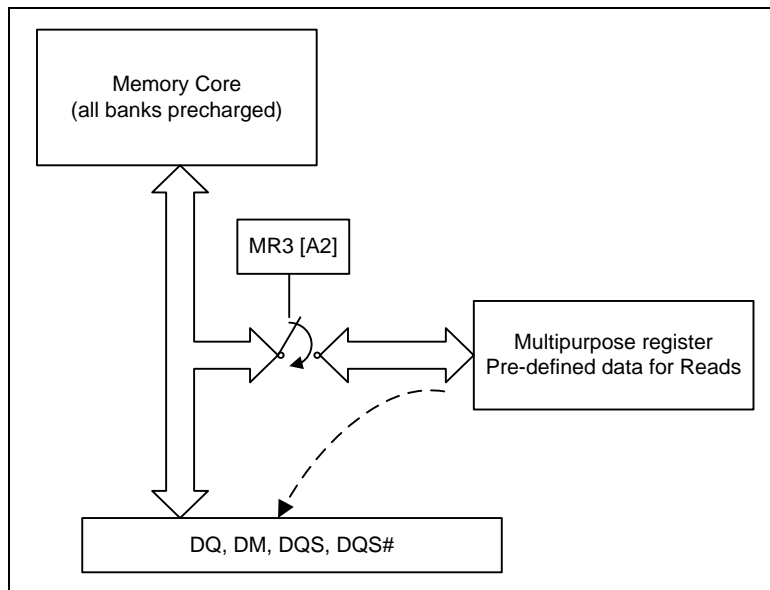 Memory Core
(all banks precharged)
MR3 [A2]
Multipurpose register
Pre-defined data for Reads
DQ, DM, DQS, DQS#